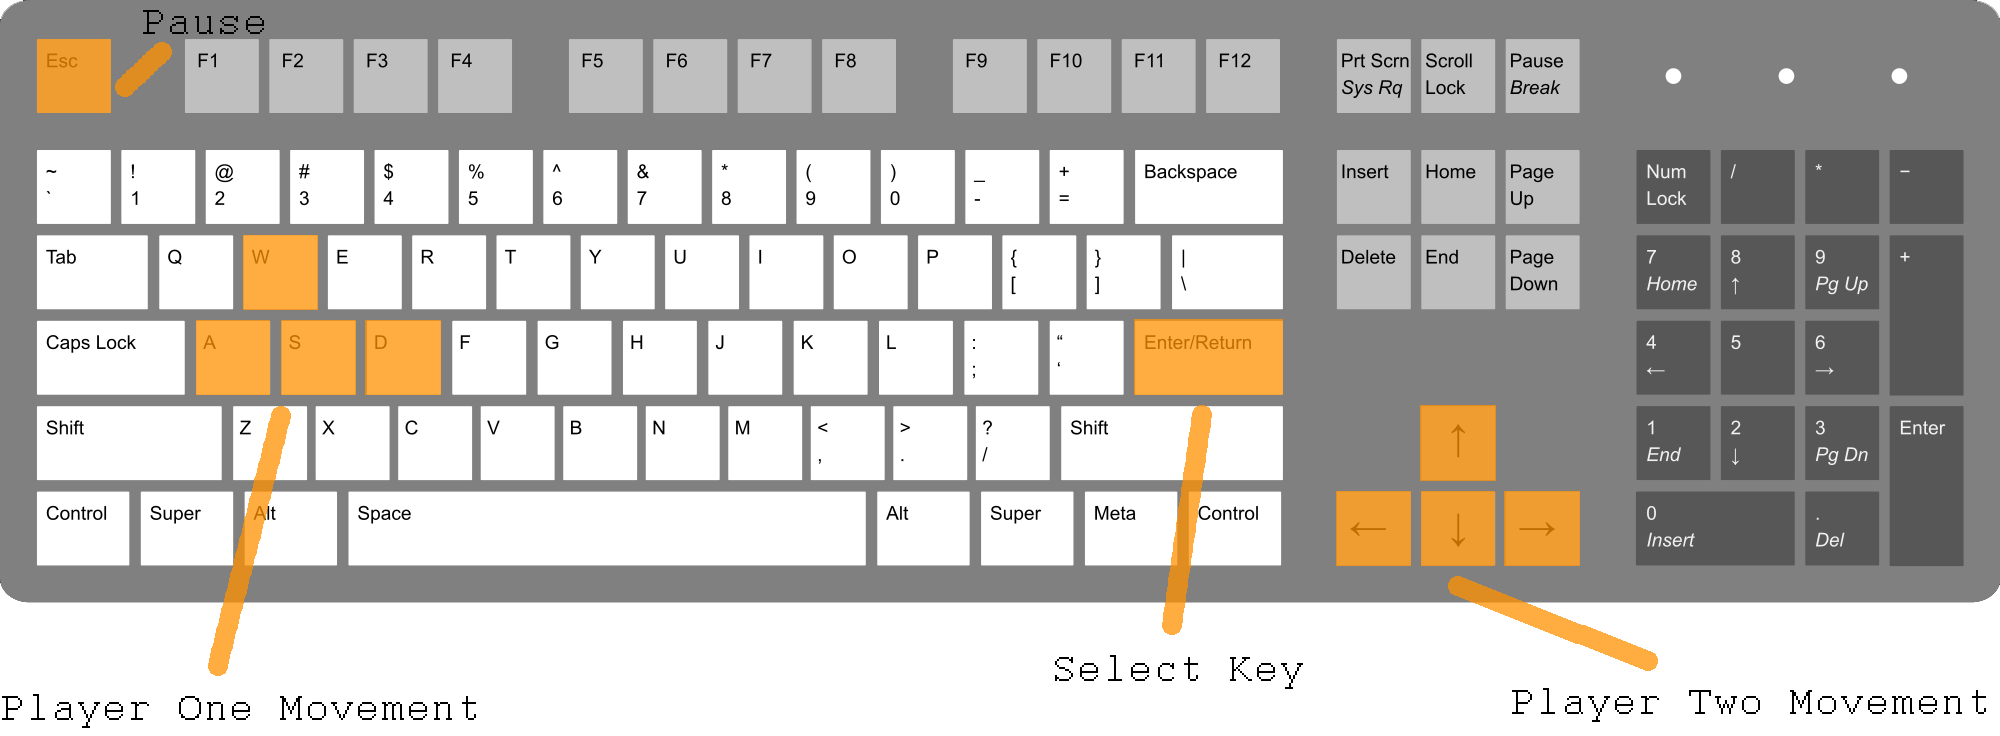 Pause
Esc F1 F2 F3 F4 F5 F6 F7 F8 F9 F10 F11 F12 Prt Scrn Scroll Pause
Sys Rq Lock Break
~ ! @ # $ % ^ & * ( ) _ + Backspace Insert Home Page Num / * −
` 1 2 3 4 5 6 7 8 9 0 - = Up Lock
Tab Q W E R T Y U I O P { } | Delete End Page 7 8 9 +
[ ] \ Down Home ↑ Pg Up
Caps Lock A S D F G H J K L : “ Enter/Return 4 5 6
; ‘ ← →
Shift Z X C V B N M < > ? Shift ↑ 1 2 3 Enter
, . / End ↓ Pg Dn
Control Super Alt Space Alt Super Meta Control ← ↓ → 0 .
Insert Del
Select Key
Player One Movement Player Two Movement